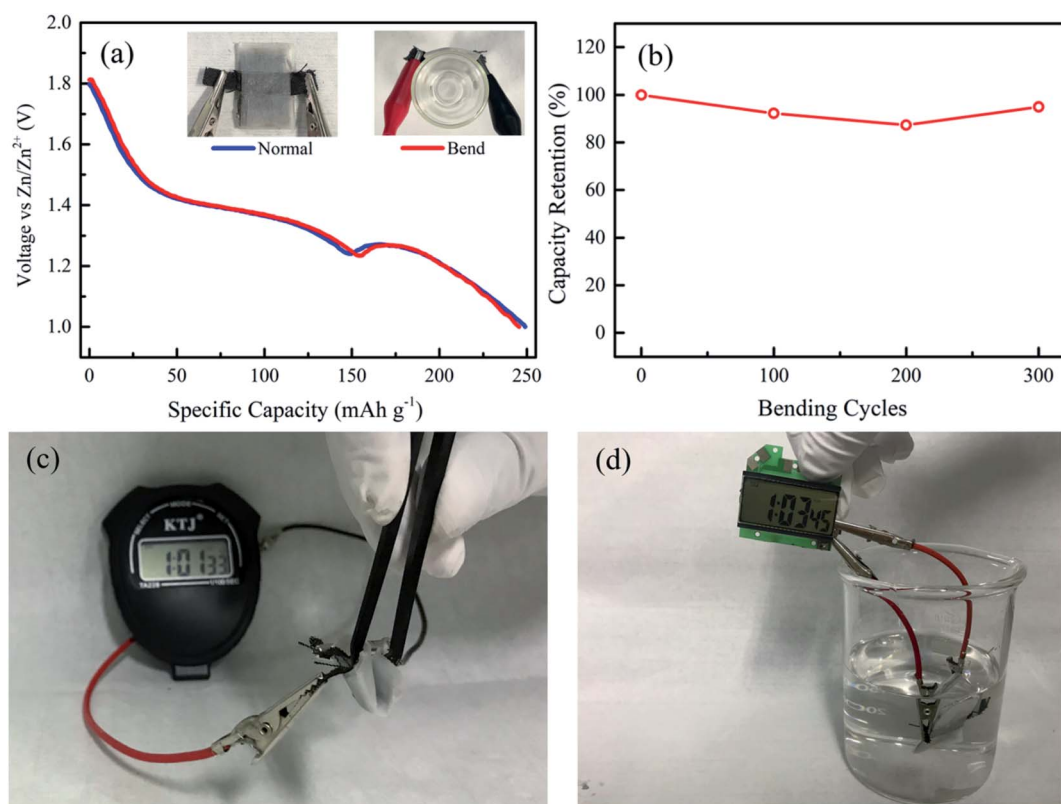 (a)
2.0
1.8
1.6
1.4
1.2
1.0
Voltage vs Zn/Zn²⁺ (V)
Normal
Bend
0 50 100 150 200 250
Specific Capacity (mAh g⁻¹)
(b)
120
100
80
60
40
20
0
Capacity Retention (%)
0 100 200 300
Bending Cycles
(c)
MODE
KTJ®
1:01 33
TA228
(d)
1:03 45